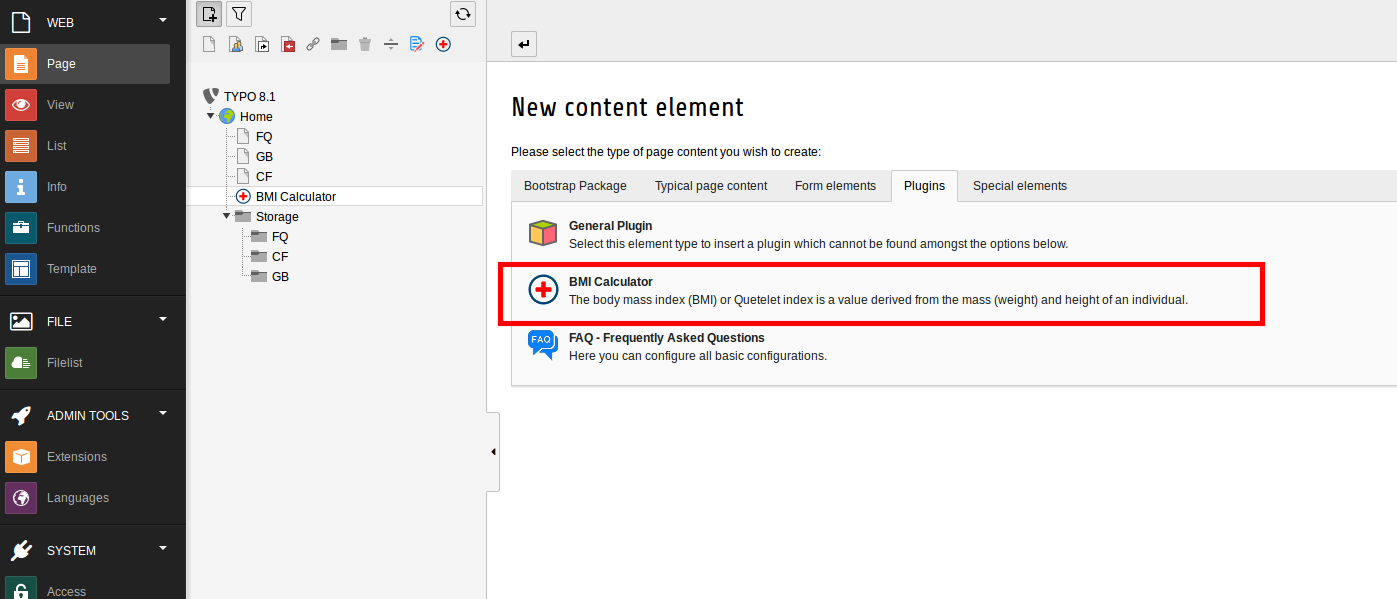 WEB
Page
View
List
Info
Functions
Template
FILE
Filelist
ADMIN TOOLS
Extensions
Languages
SYSTEM
Access
TYPO 8.1
Home
FQ
GB
CF
BMI Calculator
Storage
FQ
CF
GB
New content element
Please select the type of page content you wish to create:
Bootstrap Package Typical page content Form elements Plugins Special elements
General Plugin
Select this element type to insert a plugin which cannot be found amongst the options below.
BMI Calculator
The body mass index (BMI) or Quetelet index is a value derived from the mass (weight) and height of an individual.
FAQ
FAQ - Frequently Asked Questions
Here you can configure all basic configurations.